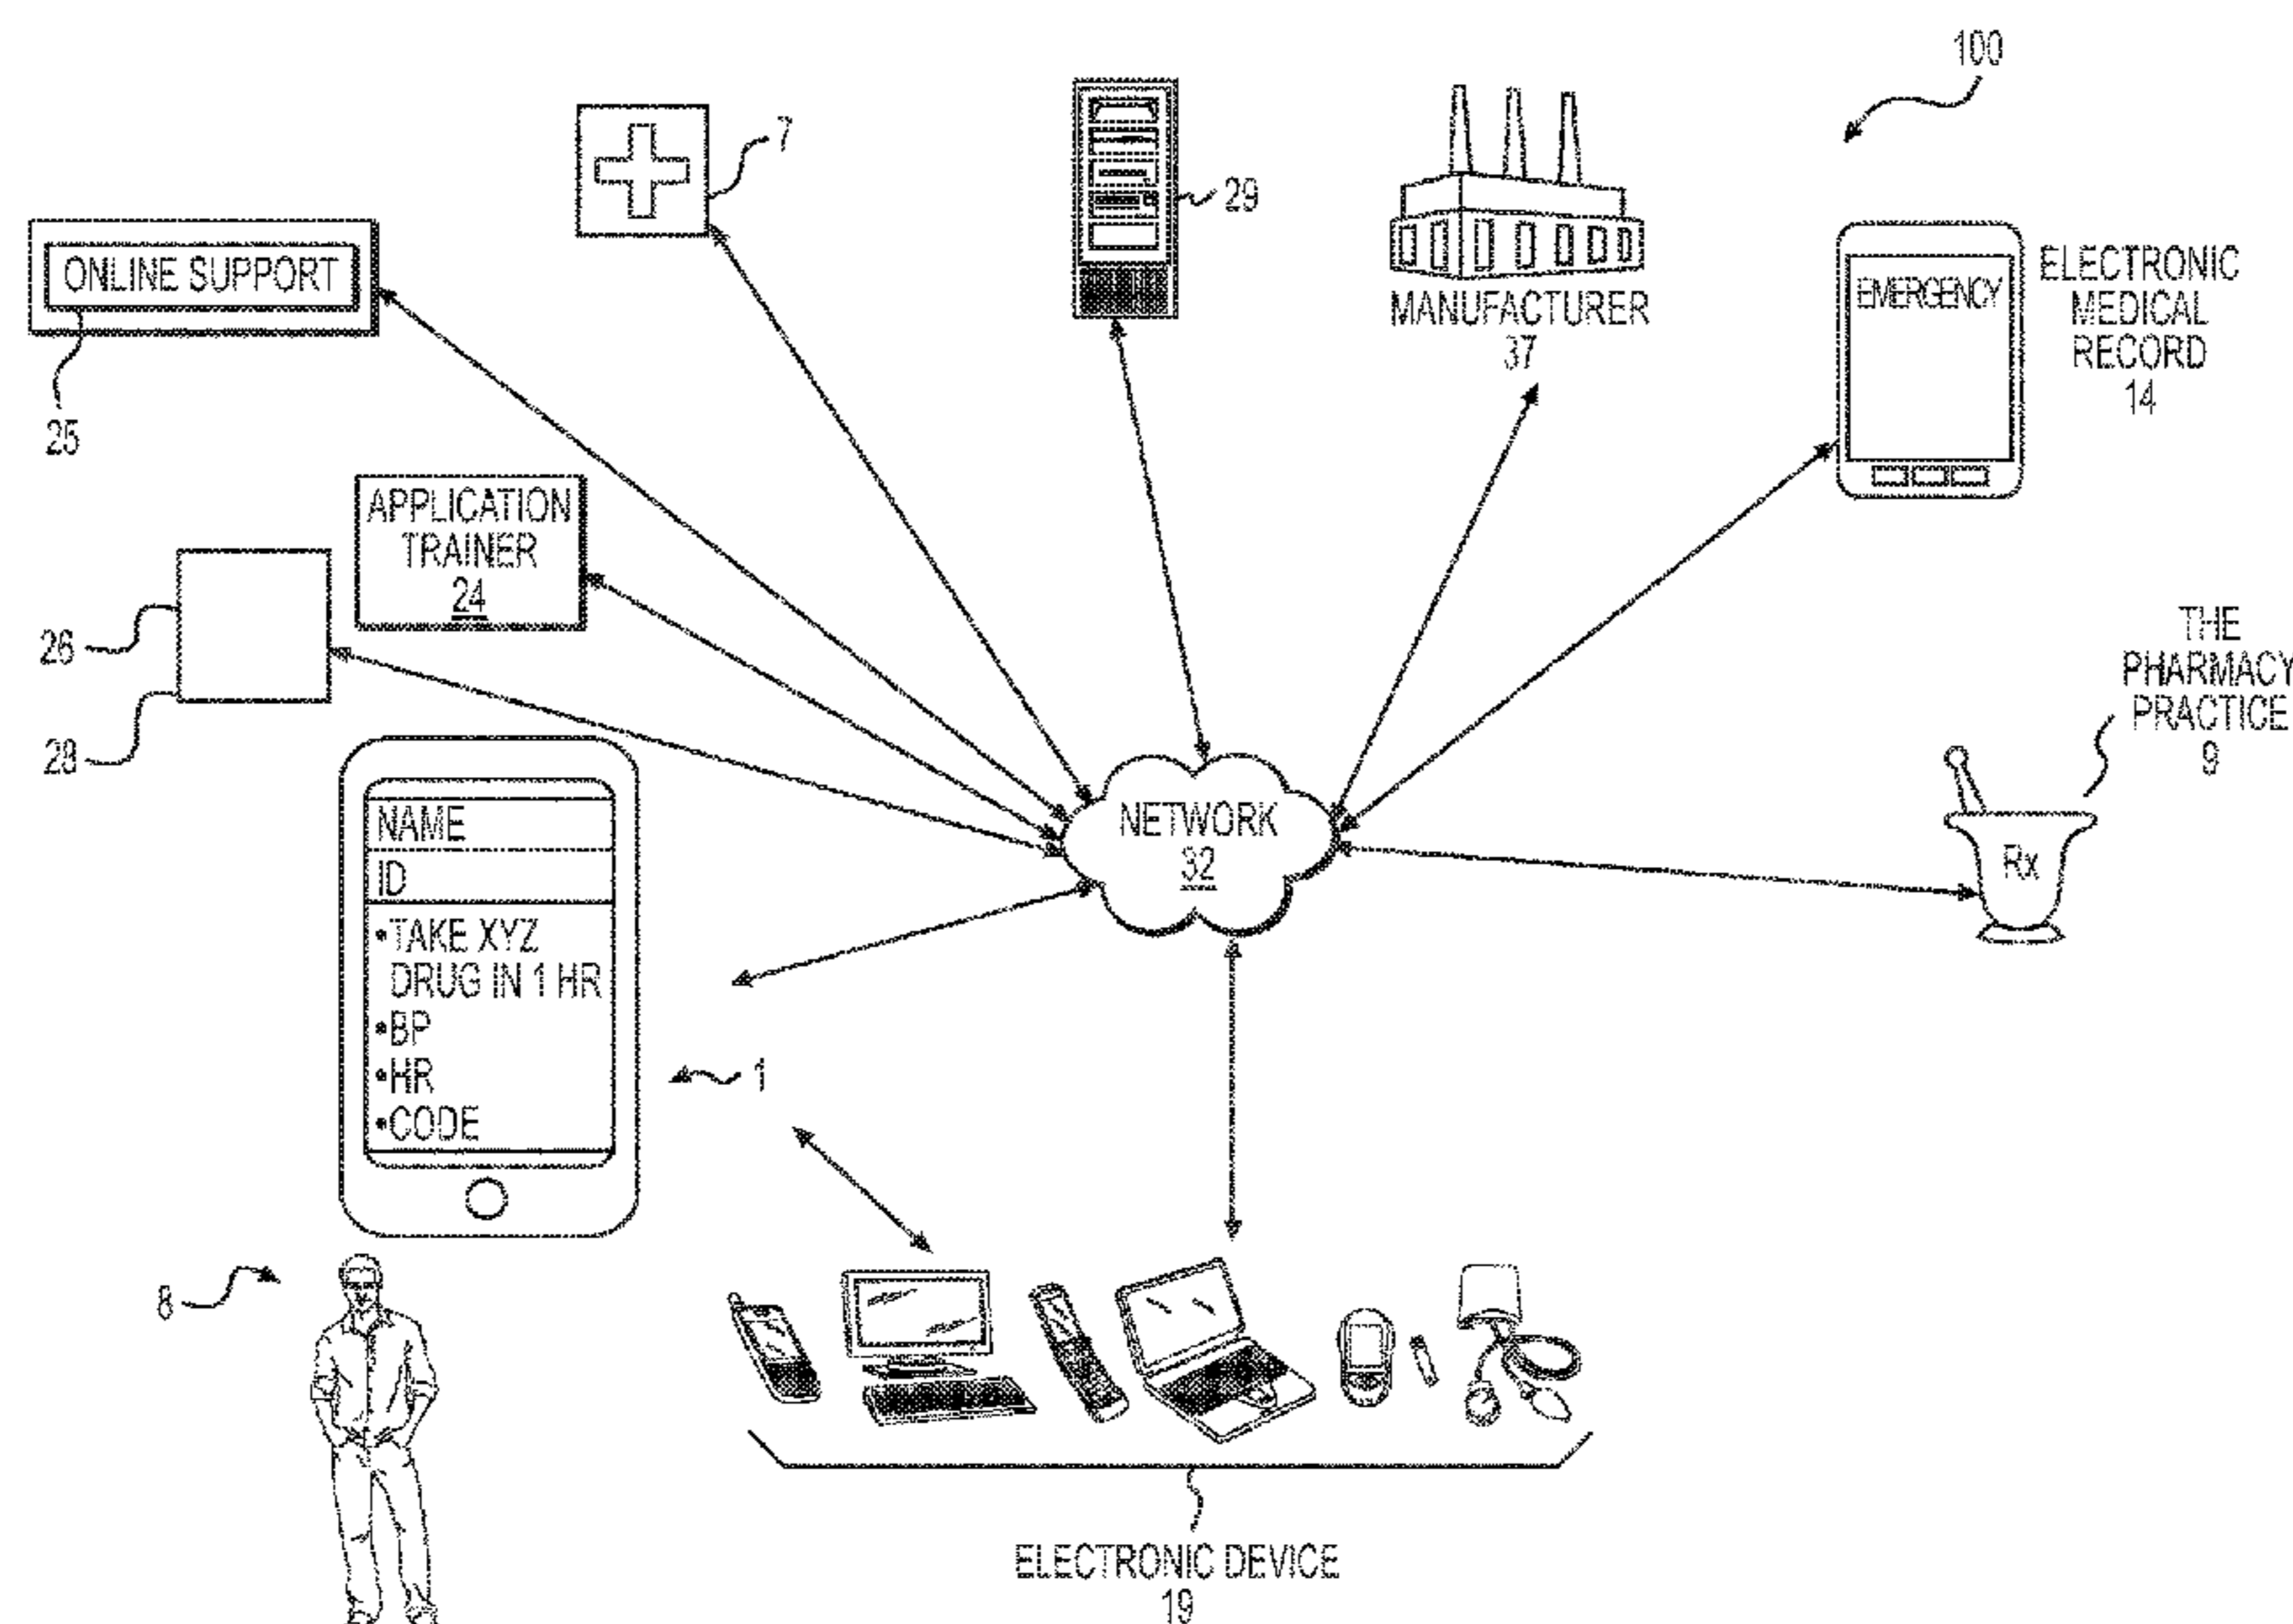 100
7
29
ONLINE SUPPORT
25
MANUFACTURER
37
EMERGENCY
ELECTRONIC
MEDICAL
RECORD
14
APPLICATION
TRAINER
24
26
28
THE
PHARMACY
PRACTICE
9
Rx
NETWORK
32
NAME
ID
•TAKE XYZ
DRUG IN 1 HR
•BP
•HR
•CODE
1
8
ELECTRONIC DEVICE
19